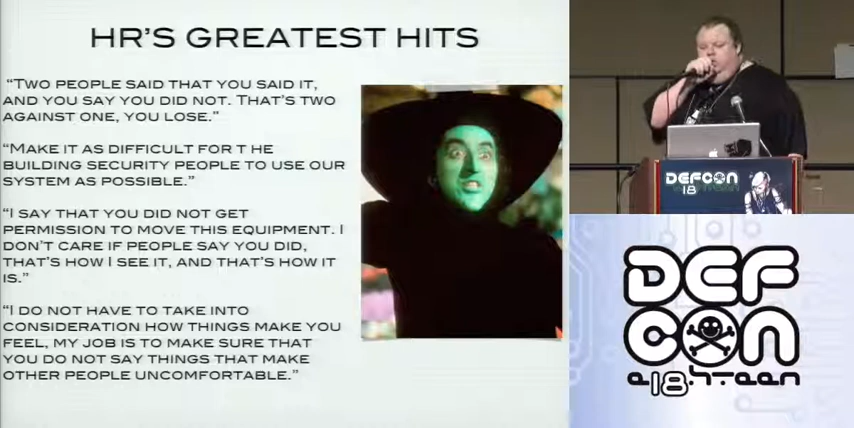 HR'S GREATEST HITS
"TWO PEOPLE SAID THAT YOU SAID IT,
AND YOU SAY YOU DID NOT. THAT'S TWO
AGAINST ONE, YOU LOSE."
"MAKE IT AS DIFFICULT FOR T HE
BUILDING SECURITY PEOPLE TO USE OUR
SYSTEM AS POSSIBLE."
"I SAY THAT YOU DID NOT GET
PERMISSION TO MOVE THIS EQUIPMENT. I
DON'T CARE IF PEOPLE SAY YOU DID,
THAT'S HOW I SEE IT, AND THAT'S HOW IT
IS."
"I DO NOT HAVE TO TAKE INTO
CONSIDERATION HOW THINGS MAKE YOU
FEEL, MY JOB IS TO MAKE SURE THAT
YOU DO NOT SAY THINGS THAT MAKE
OTHER PEOPLE UNCOMFORTABLE."
DEFCON
18
DEF
CON
18